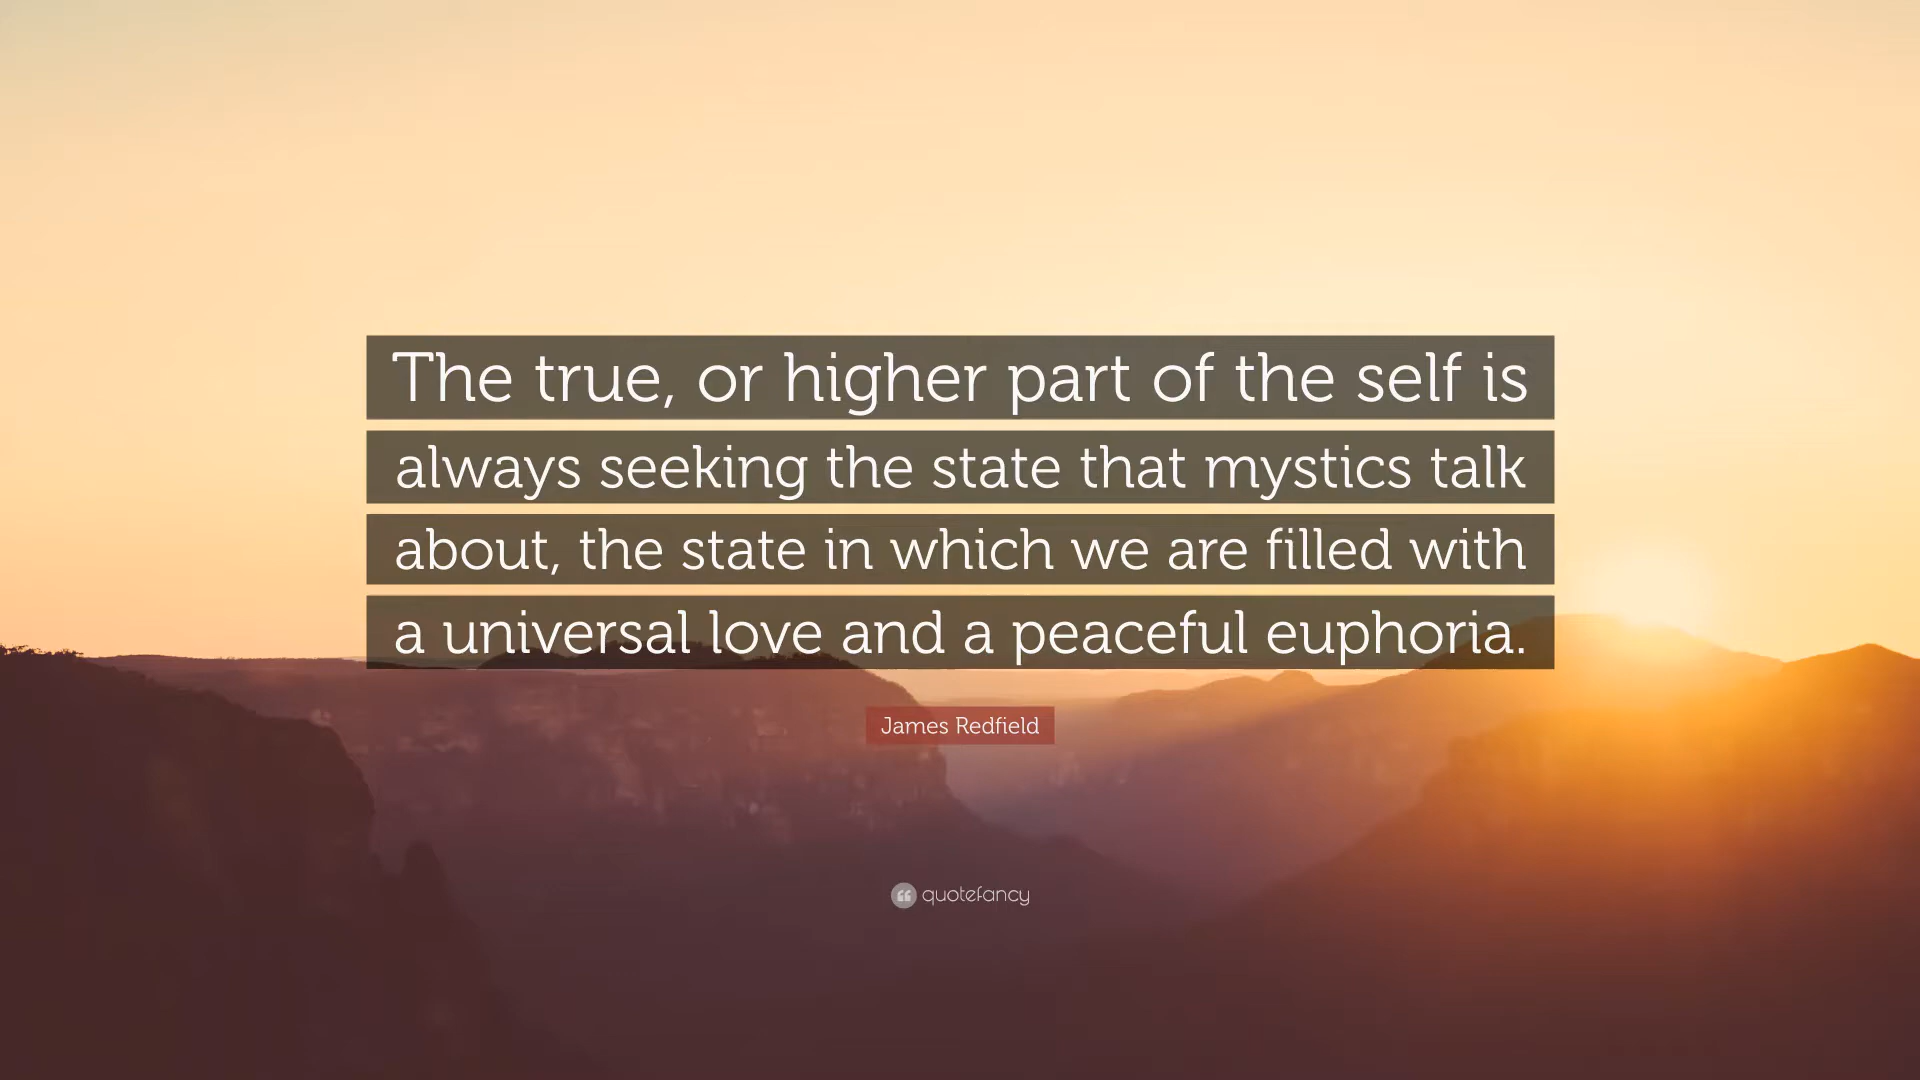 The true, or higher part of the self is
always seeking the state that mystics talk
about, the state in which we are filled with
a universal love and a peaceful euphoria.
James Redfield
quotefancy